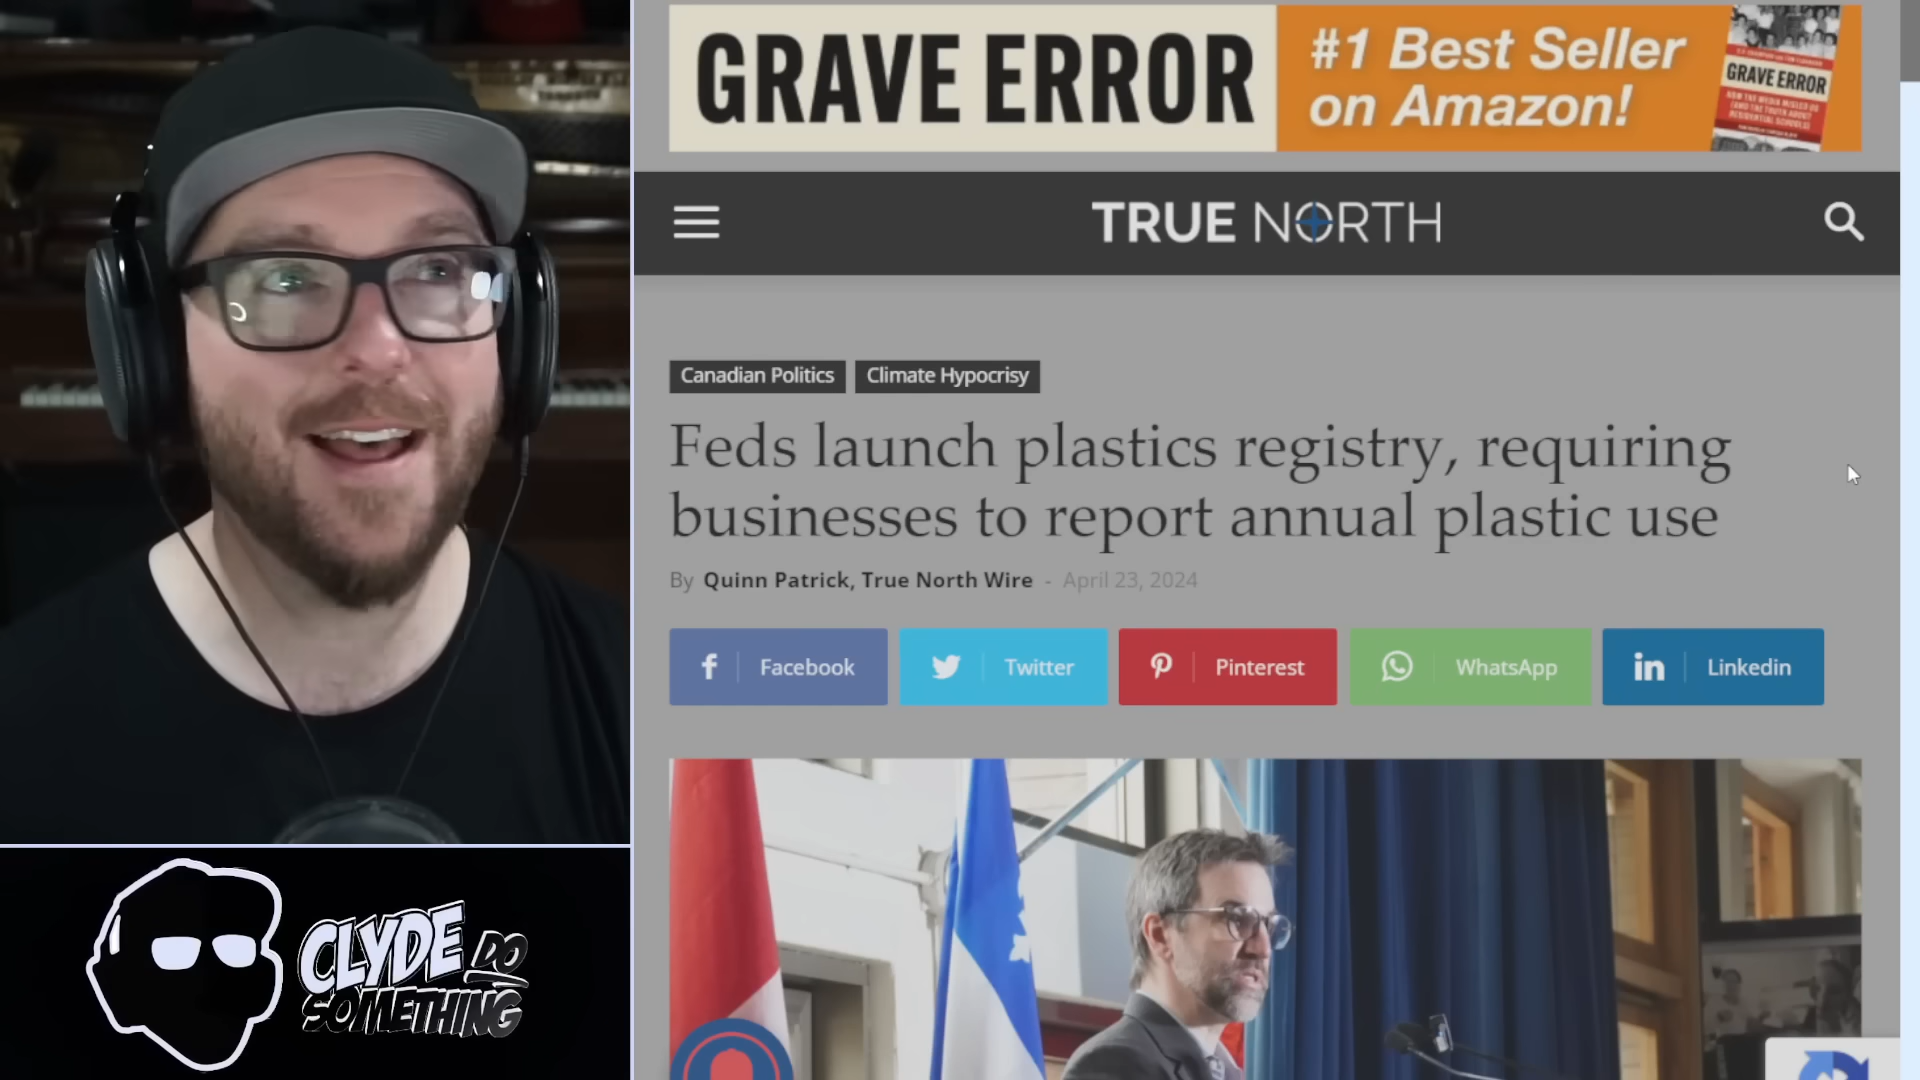 GRAVE ERROR
#1 Best Seller
on Amazon!
GRAVE ERROR
TRUE NORTH
Canadian Politics
Climate Hypocrisy
Feds launch plastics registry, requiring
businesses to report annual plastic use
By Quinn Patrick, True North Wire - April 23, 2024
Facebook
Twitter
Pinterest
WhatsApp
Linkedin
CLYDE DO
SOMETHING